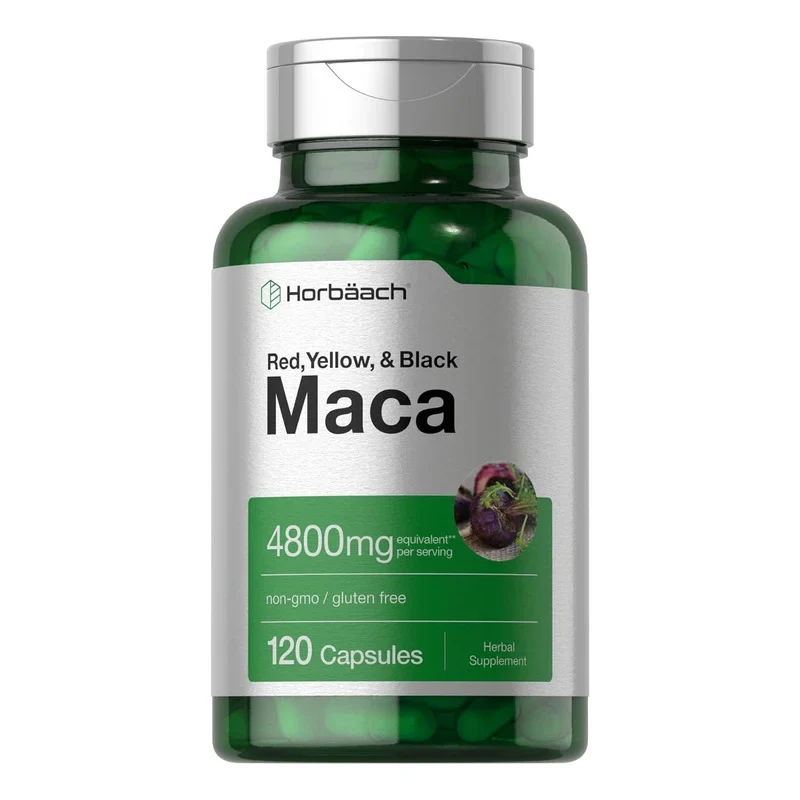 Horbäach®
Red, Yellow, & Black
Maca
4800mg equivalent**
per serving
non-gmo / gluten free
120 Capsules
Herbal
Supplement